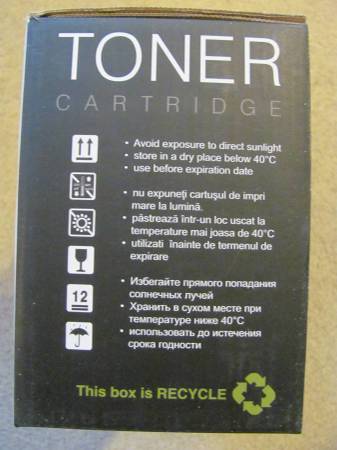 TONER
CARTRIDGE
• Avoid exposure to direct sunlight
• store in a dry place below 40°C
• use before expiration date
• nu expuneţi cartuşul de impri
mare la lumină.
• păstrează într-un loc uscat la
temperature mai joasa de 40°C
• utilizati înainte de termenul de
expirare
• Избегайте прямого попадания
солнечных лучей
• Хранить в сухом месте при
температуре ниже 40°C
• использовать до истечения
срока годности
12
This box is RECYCLE